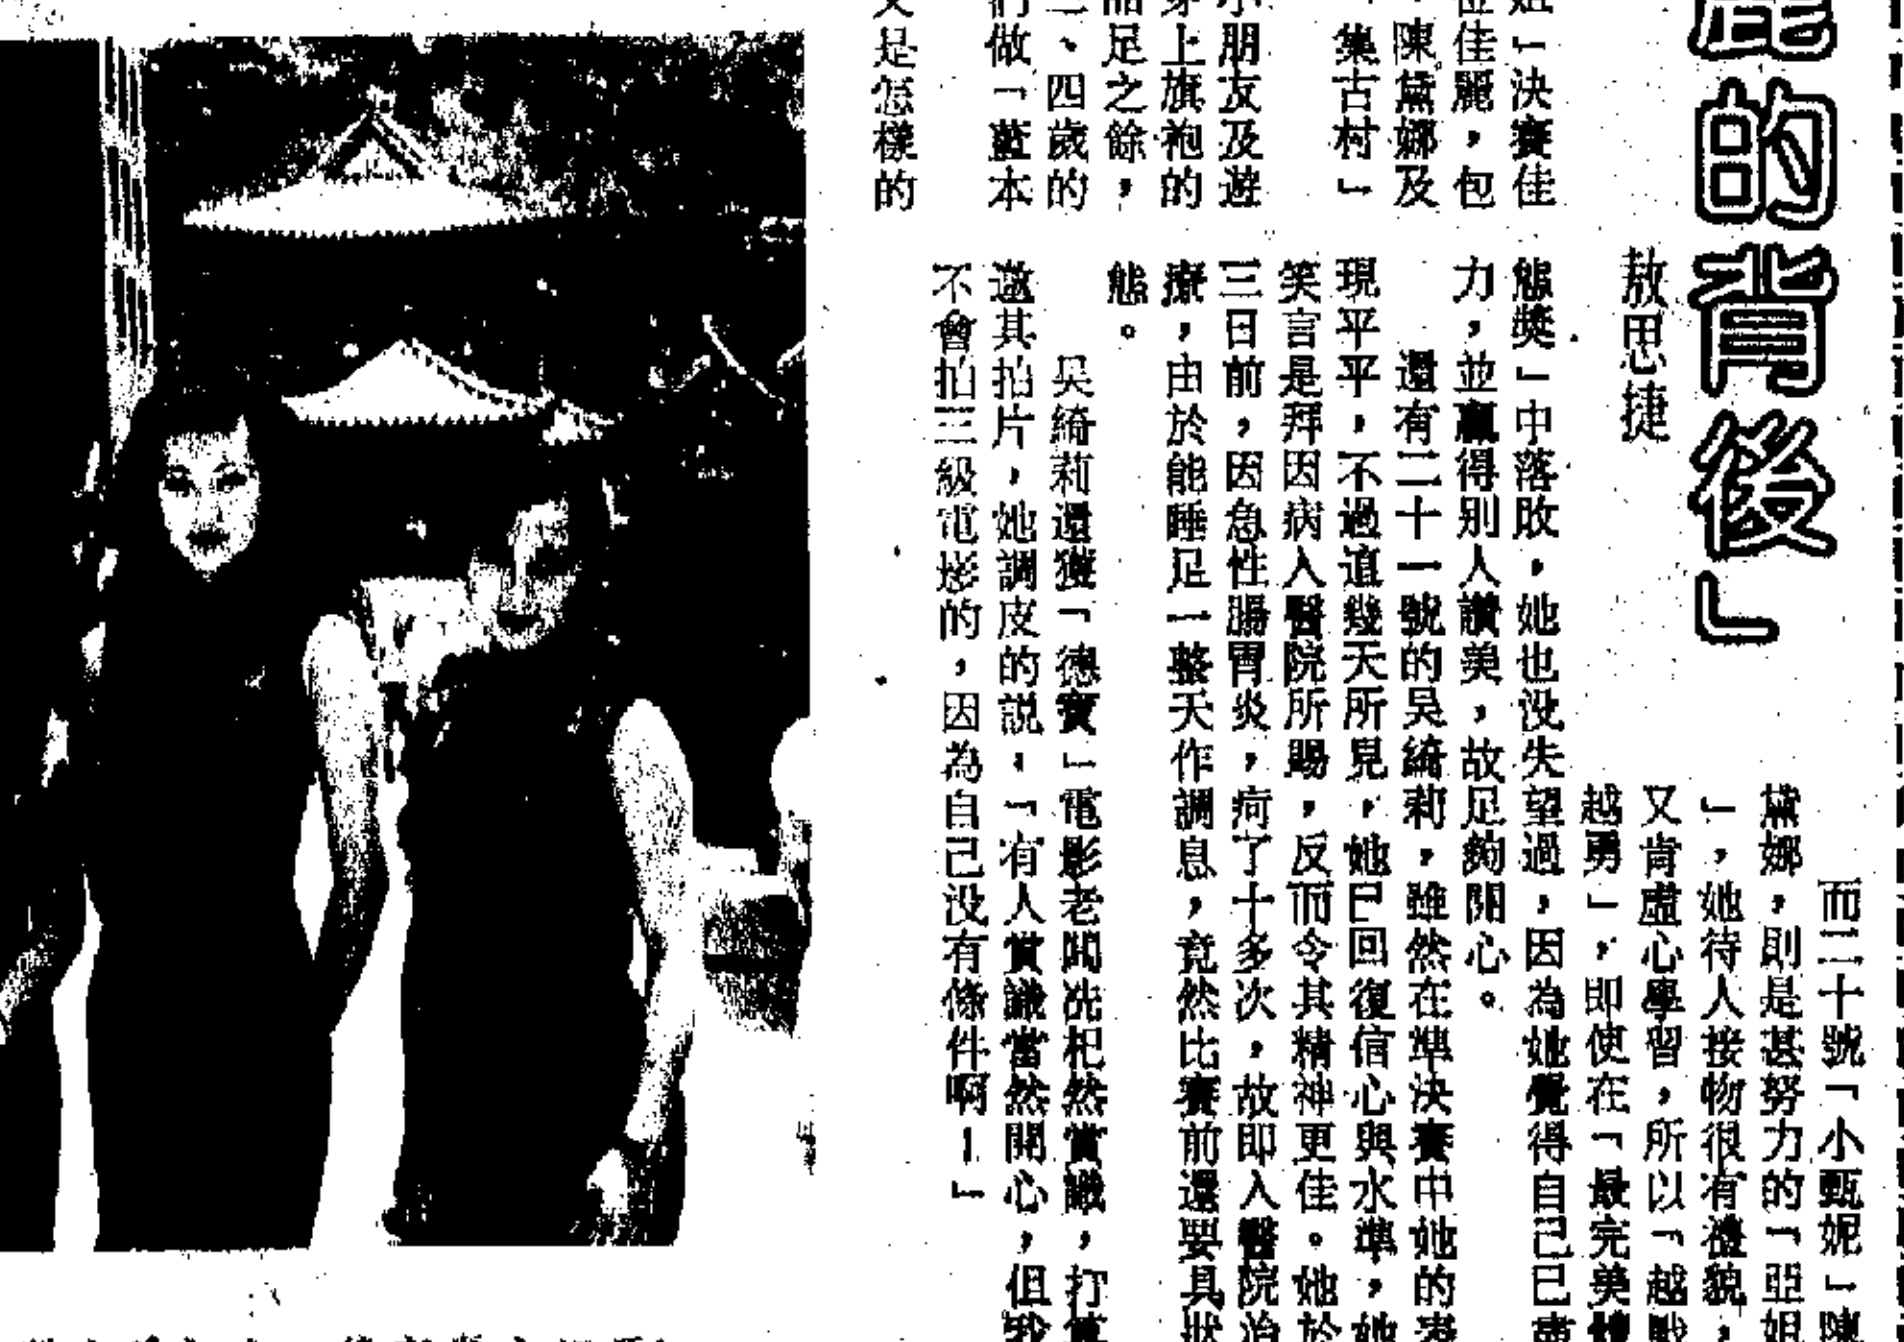 的背後」
敖思捷
姐」決賽佳
佳麗，包
陳黛娜及
集古村」
朋友及遊
上旗袍的
足之餘，
、四歲的
做「藍本
是怎樣的
而二十號「小甄妮」陳
黛娜，則是甚努力的「亞姐
」，她待人接物很有禮貌，
又肯虛心學習，所以「越戰
越勇」，即使在「最完美體
態獎」中落敗，她也没失望過，因為她覺得自己已盡
力，並贏得別人讚美，故足夠開心。
還有二十一號的吳綺莉，雖然在準決賽中她的表
現平平，不過這幾天所見，她已回復信心與水準，她
笑言是拜因病入醫院所賜，反而令其精神更佳。她於
三日前，因急性腸胃炎，疴了十多次，故即入醫院治
療，由於能睡足一整天作調息，竟然比賽前還要具狀
態。
吳綺莉還獲「德寶」電影老闆冼杞然賞識，打算
邀其拍片，她調皮的説，「有人賞識當然開心，但我
不會拍三級電影的，因為自己没有條件啊！」